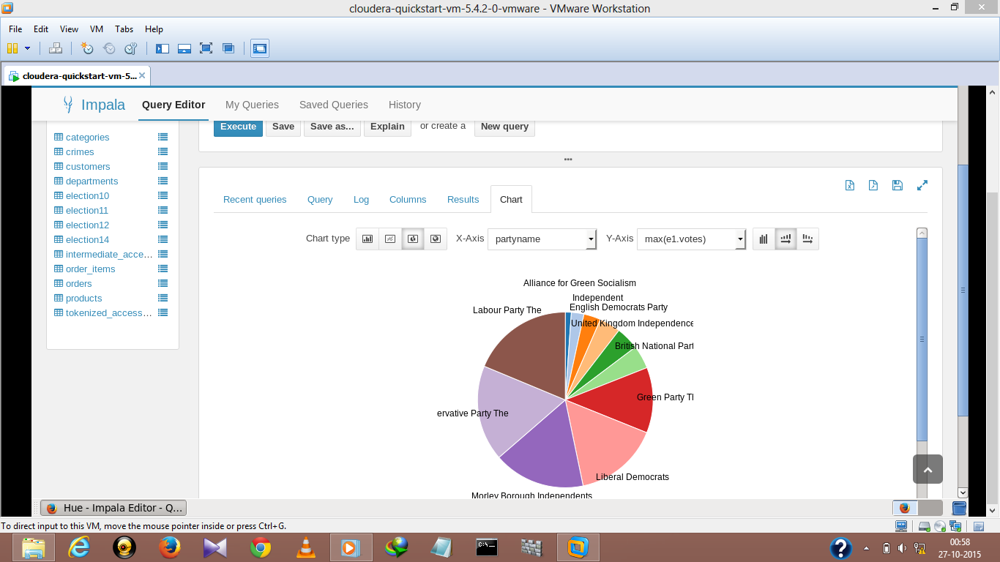 cloudera-quickstart-vm-5.4.2-0-vmware - VMware Workstation
File Edit View VM Tabs Help
cloudera-quickstart-vm-5...
Impala Query Editor My Queries Saved Queries History
Execute Save Save as... Explain or create a New query
categories
crimes
customers
departments
election10
election11
election12
election14
intermediate_acce...
order_items
orders
products
tokenized_access...
Recent queries Query Log Columns Results Chart
Chart type X-Axis partyname Y-Axis max(e1.votes)
Alliance for Green Socialism
Independent
English Democrats Party
Labour Party The
United Kingdom Independence
British National Part
Green Party Tl
ervative Party The
Liberal Democrats
Morley Borough Independents
Hue - Impala Editor - Q...
To direct input to this VM, move the mouse pointer inside or press Ctrl+G.
C:\_
00:58
27-10-2015